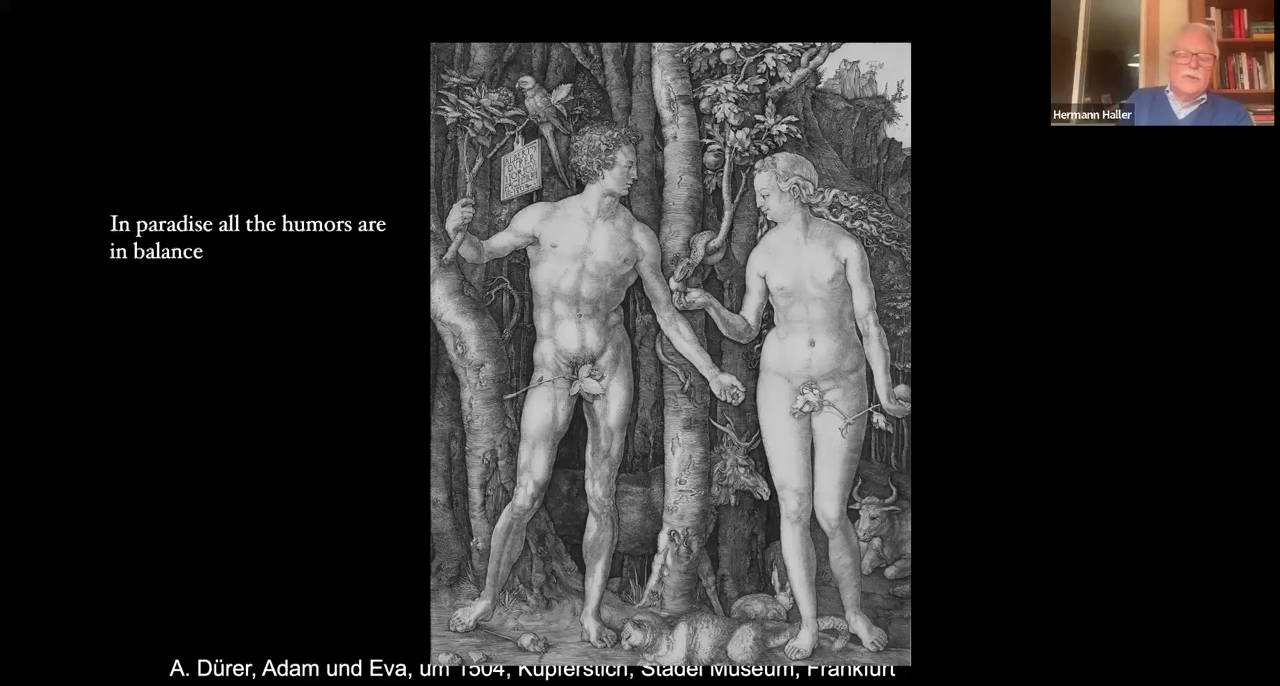 Hermann Haller
In paradise all the humors are
in balance
A. Dürer, Adam und Eva, um 1504, Kupferstich, Städel Museum, Frankfurt